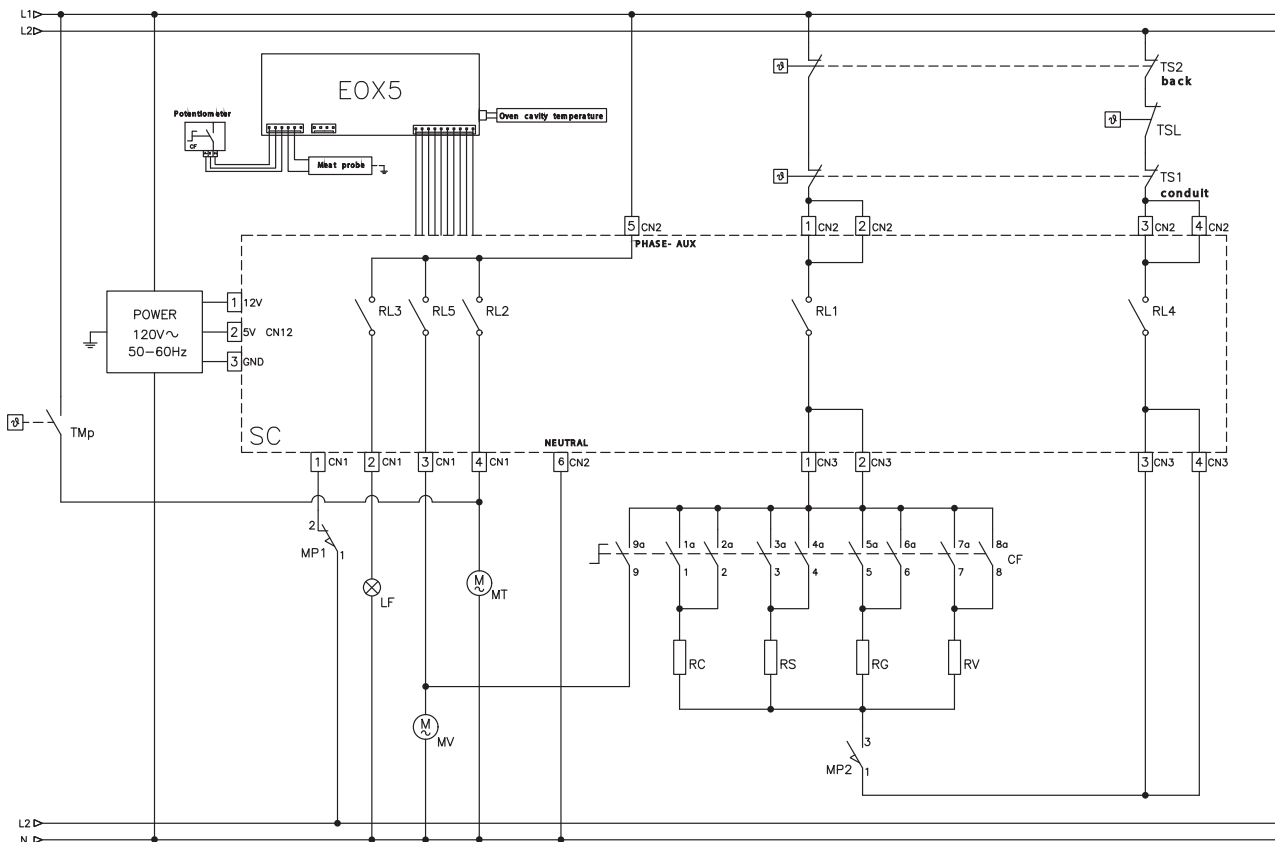 L1
L2
EOX5
Potentiometer
CF
Oven cavity temperature
Meat probe
ϑ
TS2
back
ϑ
TSL
ϑ
TS1
conduit
5 CN2
1 CN2
2 CN2
3 CN2
4 CN2
PHASE- AUX
POWER
120V~
50-60Hz
1 12V
2 5V CN12
3 GND
RL3
RL5
RL2
RL1
RL4
ϑ
TMp
SC
NEUTRAL
1 CN1
2 CN1
3 CN1
4 CN1
6 CN2
1 CN3
2 CN3
3 CN3
4 CN3
2
MP1
1
9a
1a
2a
3a
4a
5a
6a
7a
8a
9
1
2
3
4
5
6
7
8
CF
LF
M
~
MT
RC
RS
RG
RV
M
~
MV
3
MP2
1
L2
N